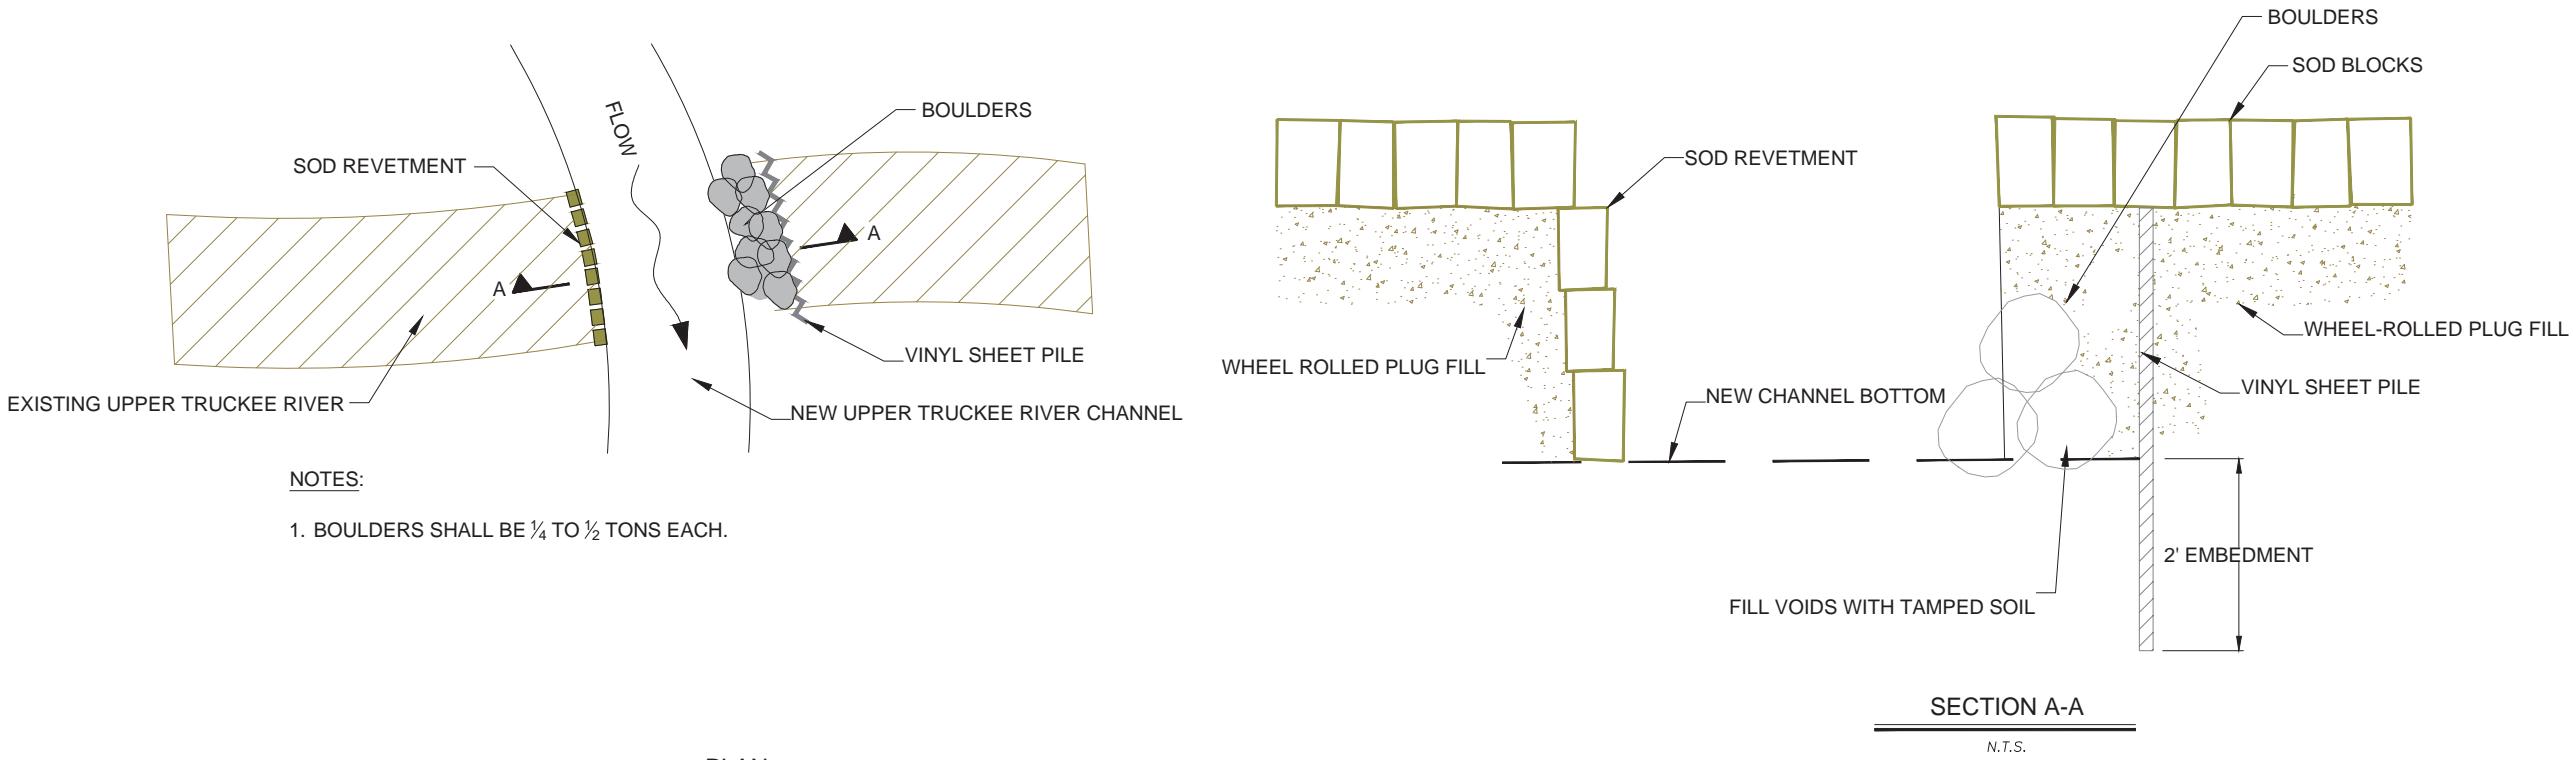 BOULDERS
SOD REVETMENT
FLOW
A
A
EXISTING UPPER TRUCKEE RIVER
VINYL SHEET PILE
NEW UPPER TRUCKEE RIVER CHANNEL
NOTES:
1. BOULDERS SHALL BE ¼ TO ½ TONS EACH.
PLAN
BOULDERS
SOD BLOCKS
SOD REVETMENT
WHEEL ROLLED PLUG FILL
NEW CHANNEL BOTTOM
WHEEL-ROLLED PLUG FILL
VINYL SHEET PILE
2' EMBEDMENT
FILL VOIDS WITH TAMPED SOIL
SECTION A-A
N.T.S.